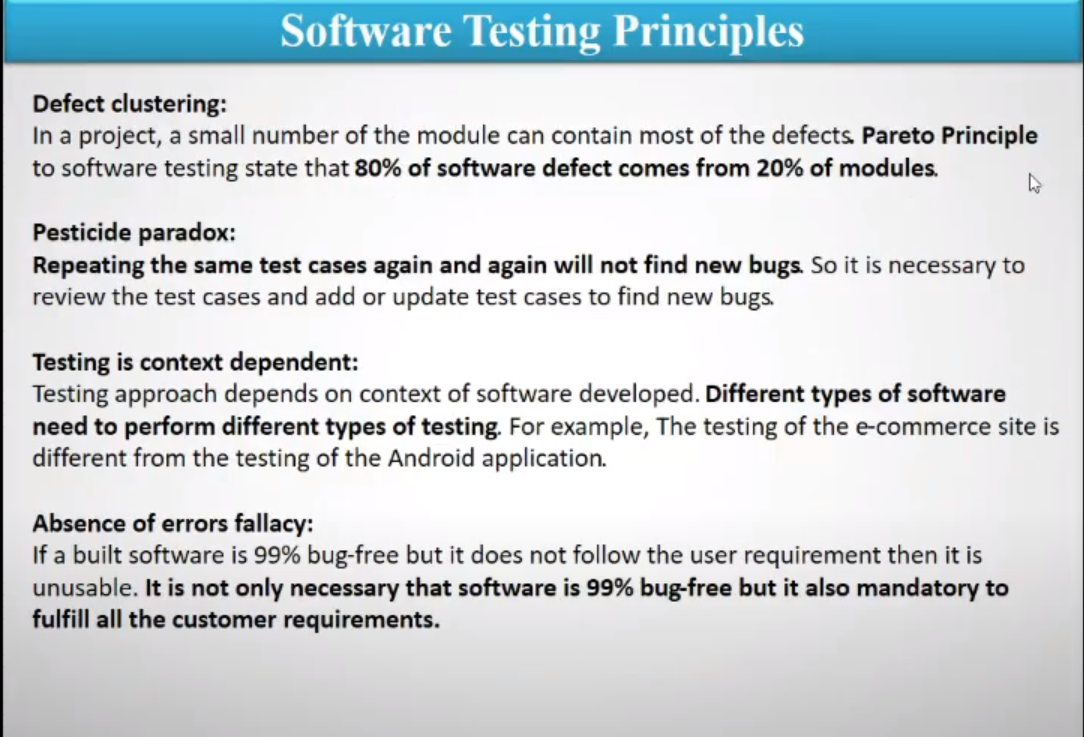 Software Testing Principles
Defect clustering:
In a project, a small number of the module can contain most of the defects. Pareto Principle
to software testing state that 80% of software defect comes from 20% of modules.
Pesticide paradox:
Repeating the same test cases again and again will not find new bugs. So it is necessary to
review the test cases and add or update test cases to find new bugs.
Testing is context dependent:
Testing approach depends on context of software developed. Different types of software
need to perform different types of testing. For example, The testing of the e-commerce site is
different from the testing of the Android application.
Absence of errors fallacy:
If a built software is 99% bug-free but it does not follow the user requirement then it is
unusable. It is not only necessary that software is 99% bug-free but it also mandatory to
fulfill all the customer requirements.